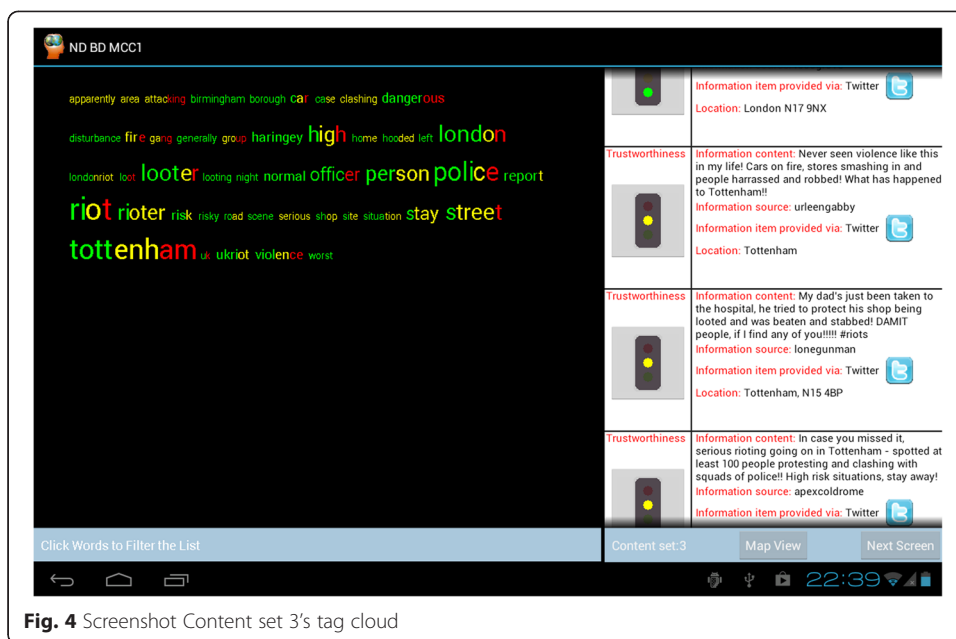 ND BD MCC1
apparently area attacking birmingham borough car case clashing dangerous
disturbance fire gang generally group haringey high home hooded left london
londonriot loot looter looting night normal officer person police report
riot rioter risk risky road scene serious shop site situation stay street
tottenham uk ukriot violence worst
Information item provided via: Twitter
Location: London N17 9NX
Trustworthiness
Information content: Never seen violence like this
in my life! Cars on fire, stores smashing in and
people harrassed and robbed! What has happened
to Tottenham!!
Information source: urleengabby
Information item provided via: Twitter
Location: Tottenham
Trustworthiness
Information content: My dad's just been taken to
the hospital, he tried to protect his shop being
looted and was beaten and stabbed! DAMIT
people, if I find any of you!!!!! #riots
Information source: lonegunman
Information item provided via: Twitter
Location: Tottenham, N15 4BP
Trustworthiness
Information content: In case you missed it,
serious rioting going on in Tottenham - spotted at
least 100 people protesting and clashing with
squads of police!! High risk situations, stay away!
Information source: apexcoldrome
Information item provided via: Twitter
Click Words to Filter the List
Content set:3
Map View
Next Screen
22:39
Fig. 4 Screenshot Content set 3's tag cloud